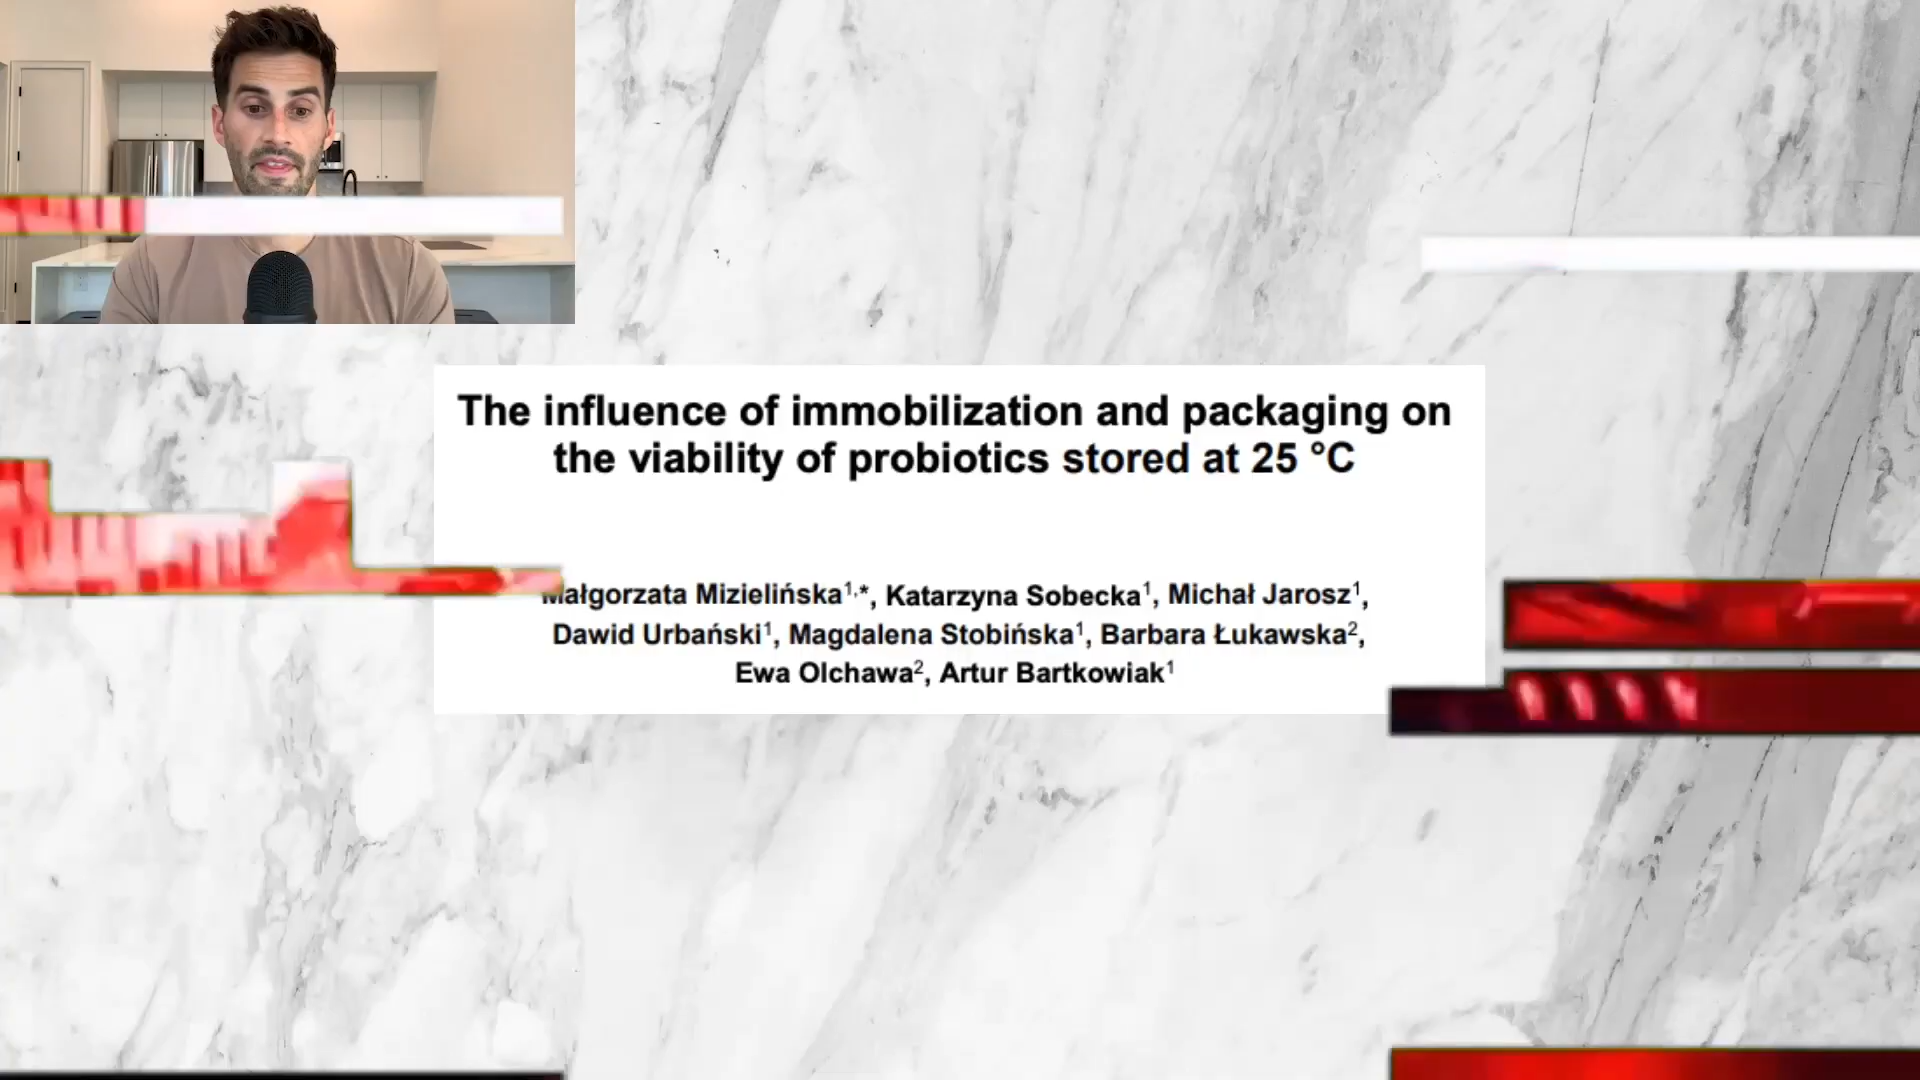 The influence of immobilization and packaging on
the viability of probiotics stored at 25 °C
Małgorzata Mizielińska¹,*, Katarzyna Sobecka¹, Michał Jarosz¹,
Dawid Urbański¹, Magdalena Stobińska¹, Barbara Łukawska²,
Ewa Olchawa², Artur Bartkowiak¹